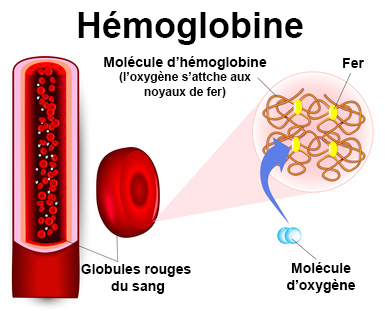 Hémoglobine
Molécule d'hémoglobine
(l'oxygène s'attche aux
noyaux de fer)
Fer
Globules rouges
du sang
Molécule
d'oxygène